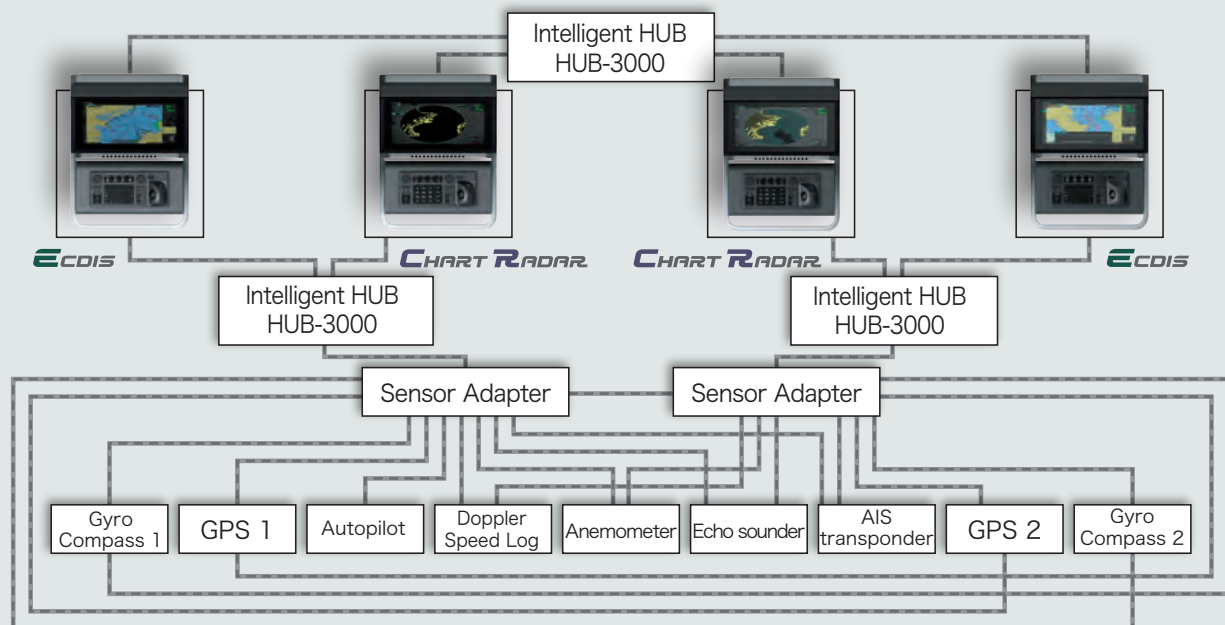 Intelligent HUB
HUB-3000
ECDIS
CHART RADAR
CHART RADAR
ECDIS
Intelligent HUB
HUB-3000
Intelligent HUB
HUB-3000
Sensor Adapter
Sensor Adapter
Gyro
Compass 1
GPS 1
Autopilot
Doppler
Speed Log
Anemometer
Echo sounder
AIS
transponder
GPS 2
Gyro
Compass 2